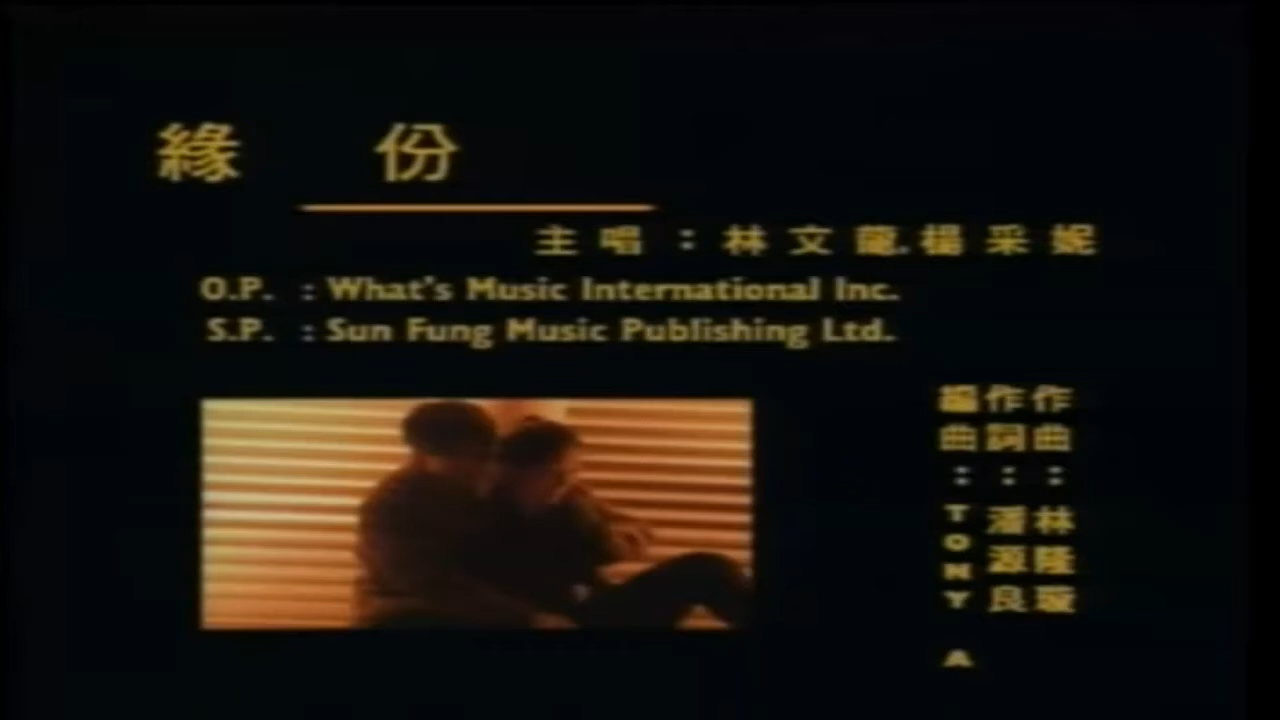 緣 份
主唱：林文龍.楊采妮
O.P. : What's Music International Inc.
S.P. : Sun Fung Music Publishing Ltd.
作曲：林隆璇
作詞：潘源良
編曲：TONY A